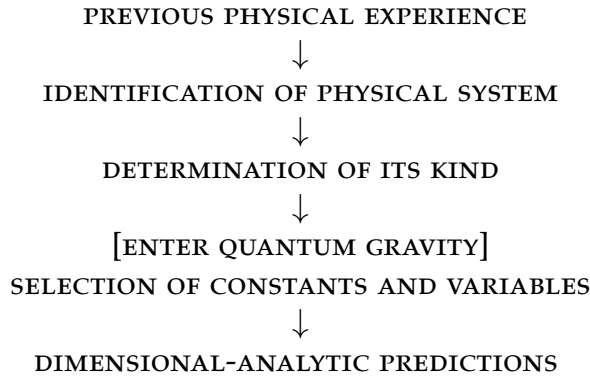 PREVIOUS PHYSICAL EXPERIENCE
↓
IDENTIFICATION OF PHYSICAL SYSTEM
↓
DETERMINATION OF ITS KIND
↓
[ENTER QUANTUM GRAVITY]
SELECTION OF CONSTANTS AND VARIABLES
↓
DIMENSIONAL-ANALYTIC PREDICTIONS